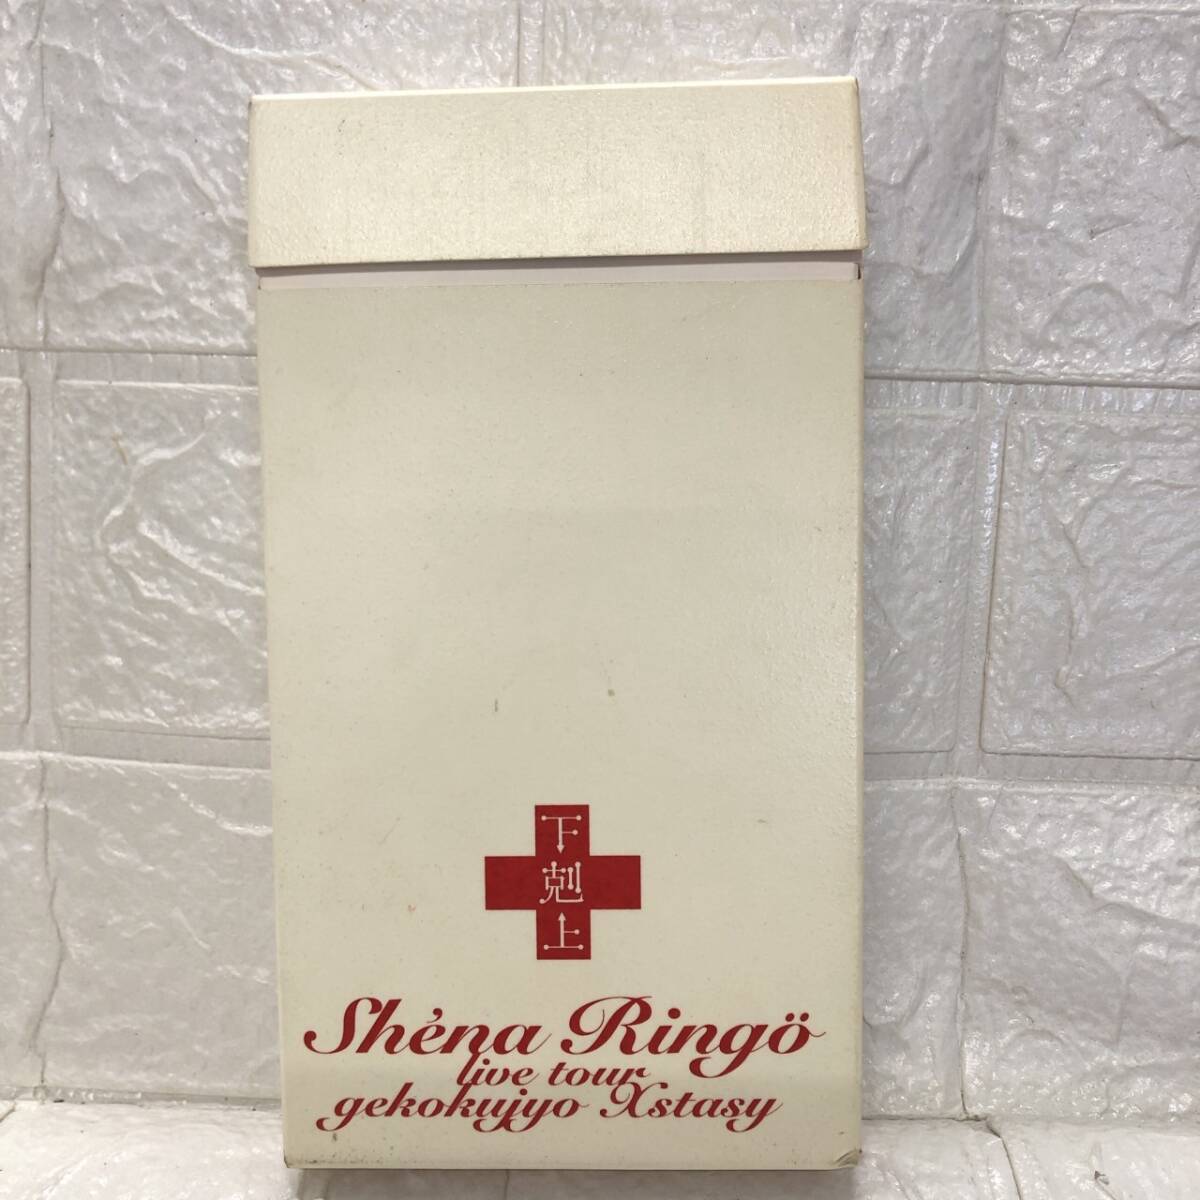 下剋上
Shéna Ringö
live tour
gekokujyo Xstasy